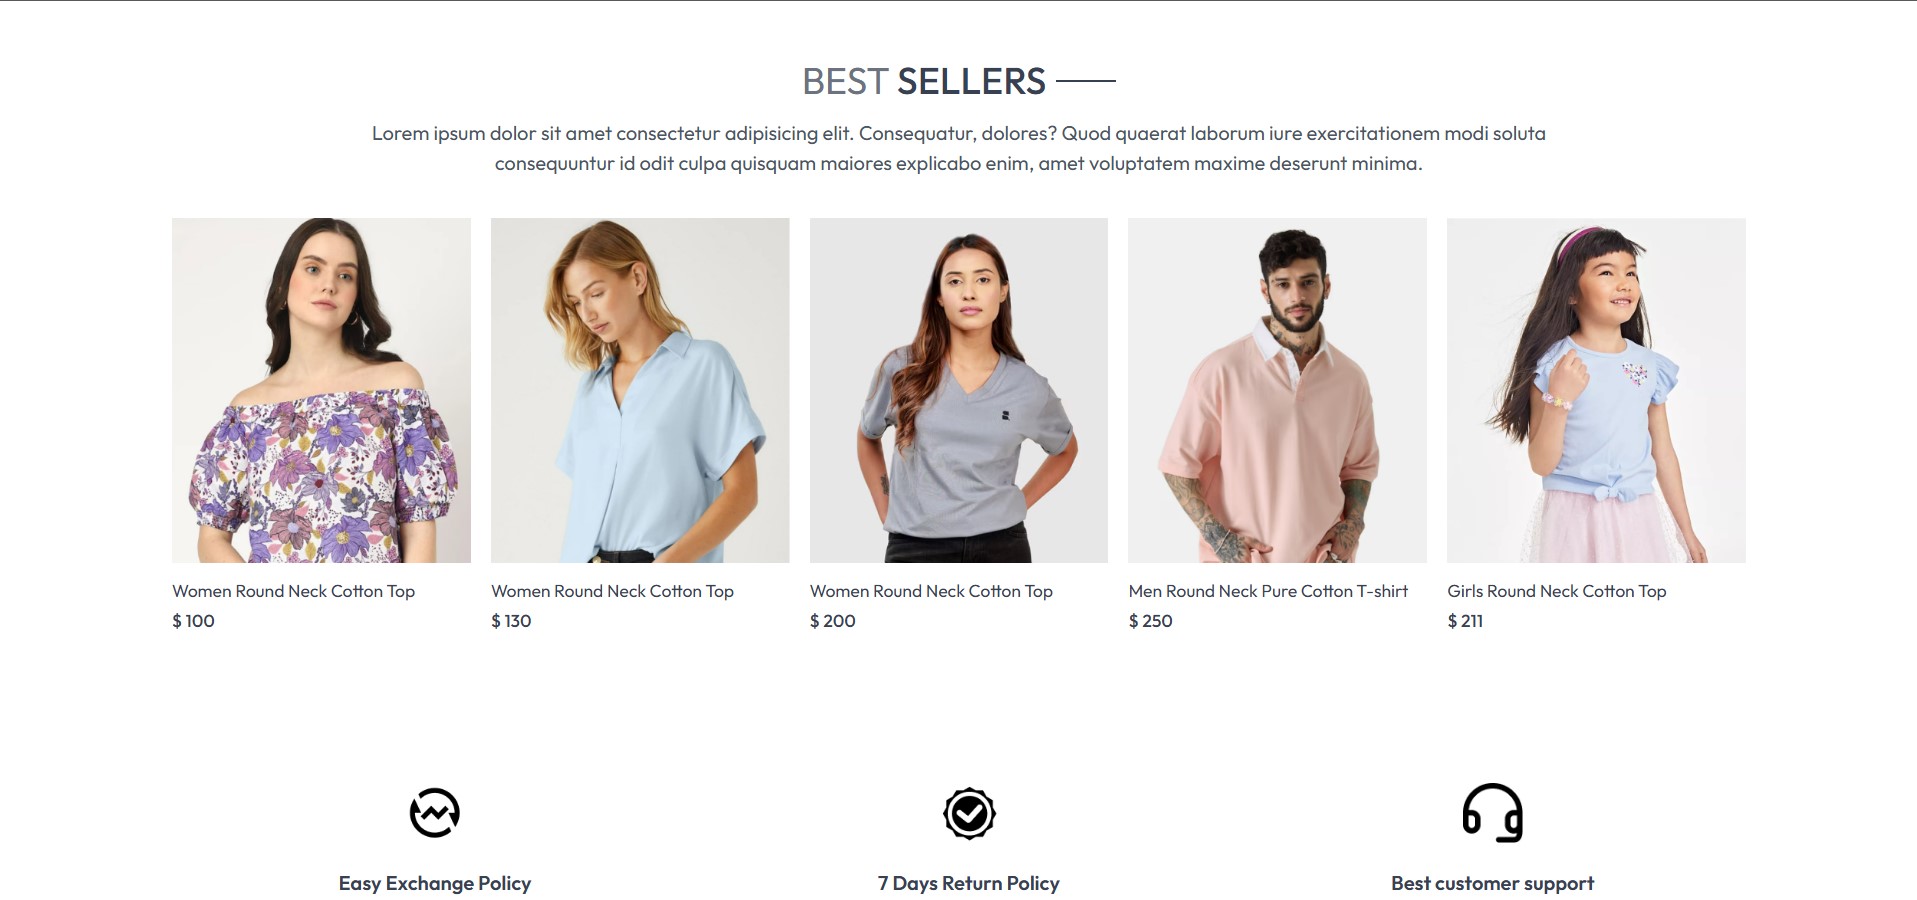 BEST SELLERS
Lorem ipsum dolor sit amet consectetur adipisicing elit. Consequatur, dolores? Quod quaerat laborum iure exercitationem modi soluta
consequuntur id odit culpa quisquam maiores explicabo enim, amet voluptatem maxime deserunt minima.
Women Round Neck Cotton Top
$ 100
Women Round Neck Cotton Top
$ 130
Women Round Neck Cotton Top
$ 200
Men Round Neck Pure Cotton T-shirt
$ 250
Girls Round Neck Cotton Top
$ 211
Easy Exchange Policy
7 Days Return Policy
Best customer support